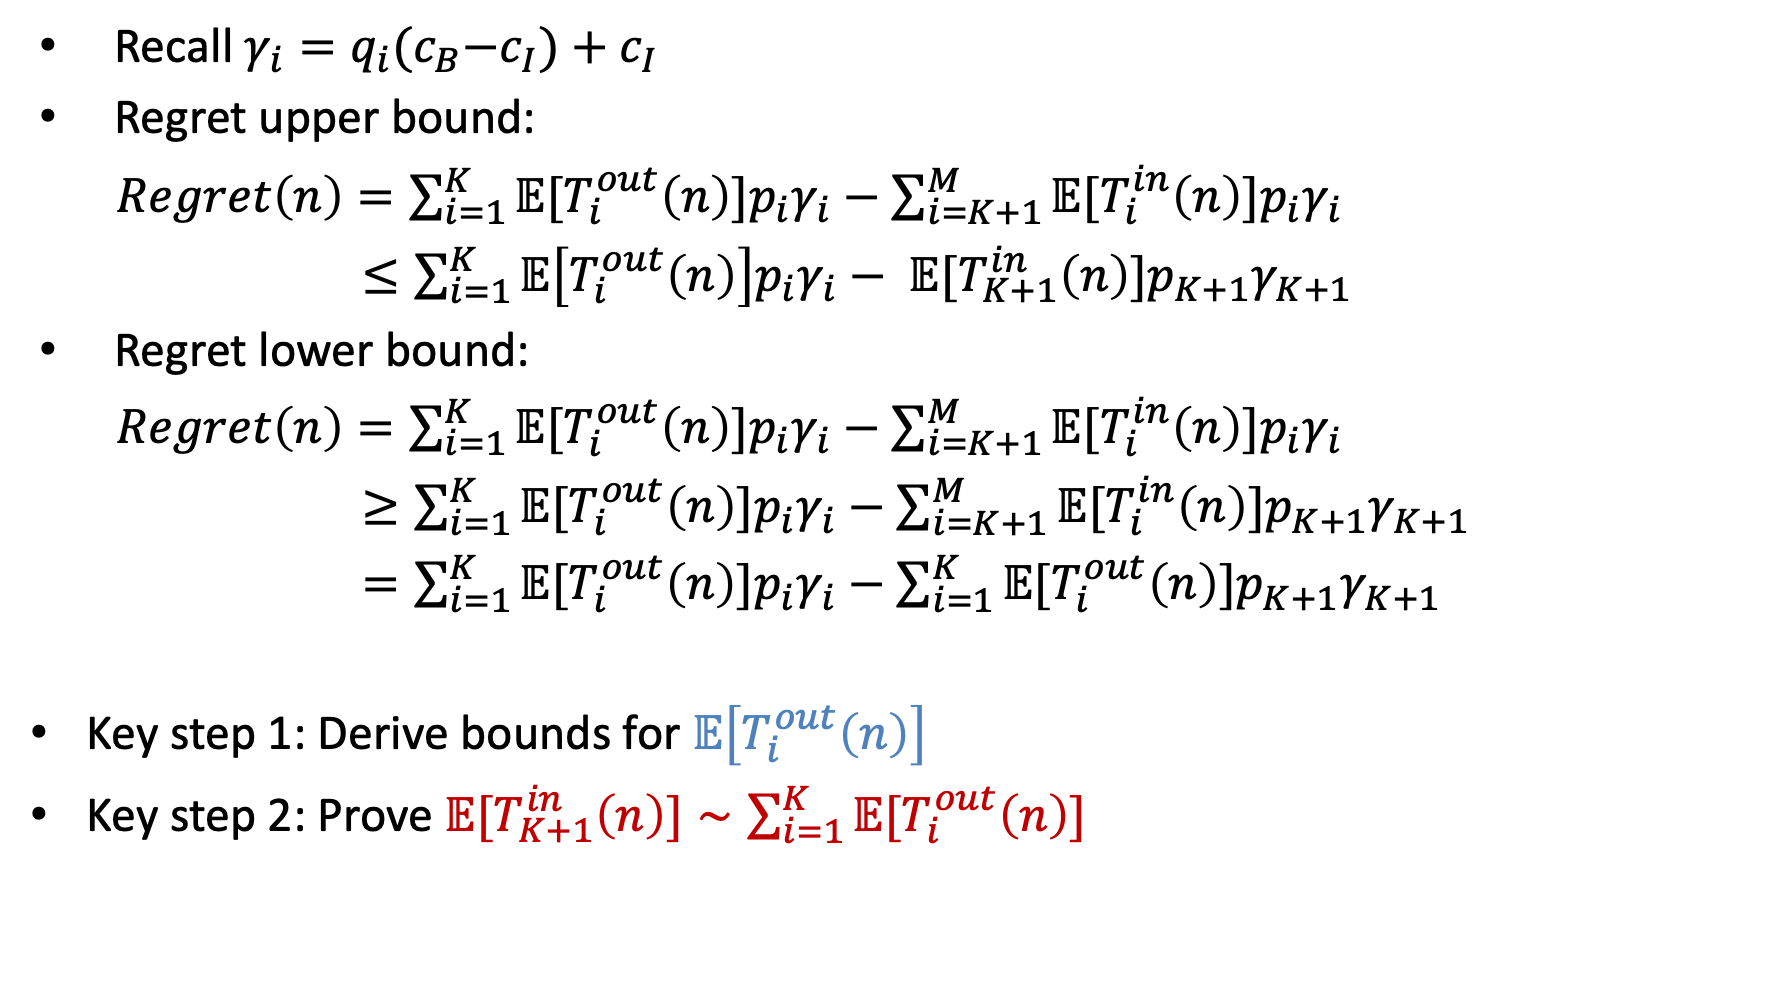 • Recall γᵢ = qᵢ(c_B−c_I) + c_I
• Regret upper bound:
Regret(n) = ∑_{i=1}^{K} 𝔼[T_i^{out}(n)]p_iγ_i − ∑_{i=K+1}^{M} 𝔼[T_i^{in}(n)]p_iγ_i
≤ ∑_{i=1}^{K} 𝔼[T_i^{out}(n)]p_iγ_i − 𝔼[T_{K+1}^{in}(n)]p_{K+1}γ_{K+1}
• Regret lower bound:
Regret(n) = ∑_{i=1}^{K} 𝔼[T_i^{out}(n)]p_iγ_i − ∑_{i=K+1}^{M} 𝔼[T_i^{in}(n)]p_iγ_i
≥ ∑_{i=1}^{K} 𝔼[T_i^{out}(n)]p_iγ_i − ∑_{i=K+1}^{M} 𝔼[T_i^{in}(n)]p_{K+1}γ_{K+1}
= ∑_{i=1}^{K} 𝔼[T_i^{out}(n)]p_iγ_i − ∑_{i=1}^{K} 𝔼[T_i^{out}(n)]p_{K+1}γ_{K+1}
• Key step 1: Derive bounds for 𝔼[T_i^{out}(n)]
• Key step 2: Prove 𝔼[T_{K+1}^{in}(n)] ~ ∑_{i=1}^{K} 𝔼[T_i^{out}(n)]